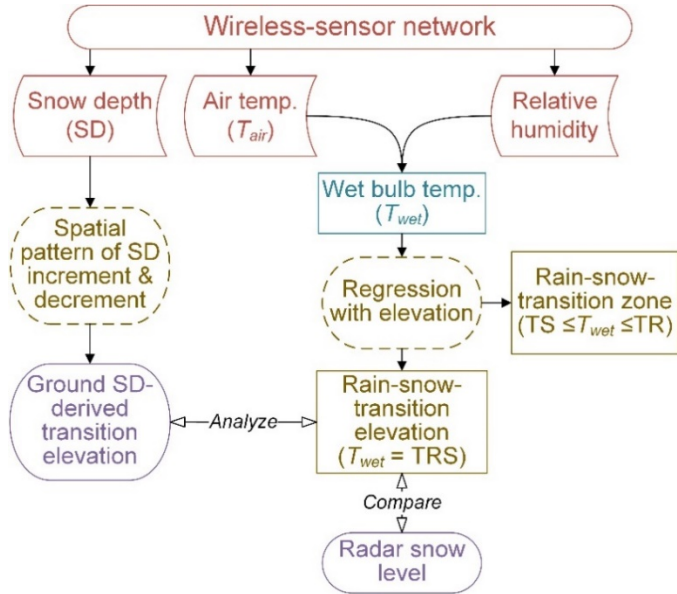 Wireless-sensor network
Snow depth
(SD)
Air temp.
(Tair)
Relative
humidity
Wet bulb temp.
(Twet)
Spatial
pattern of SD
increment &
decrement
Regression
with elevation
Rain-snow-
transition zone
(TS ≤Twet ≤TR)
Ground SD-
derived
transition
elevation
Analyze
Rain-snow-
transition
elevation
(Twet = TRS)
Compare
Radar snow
level